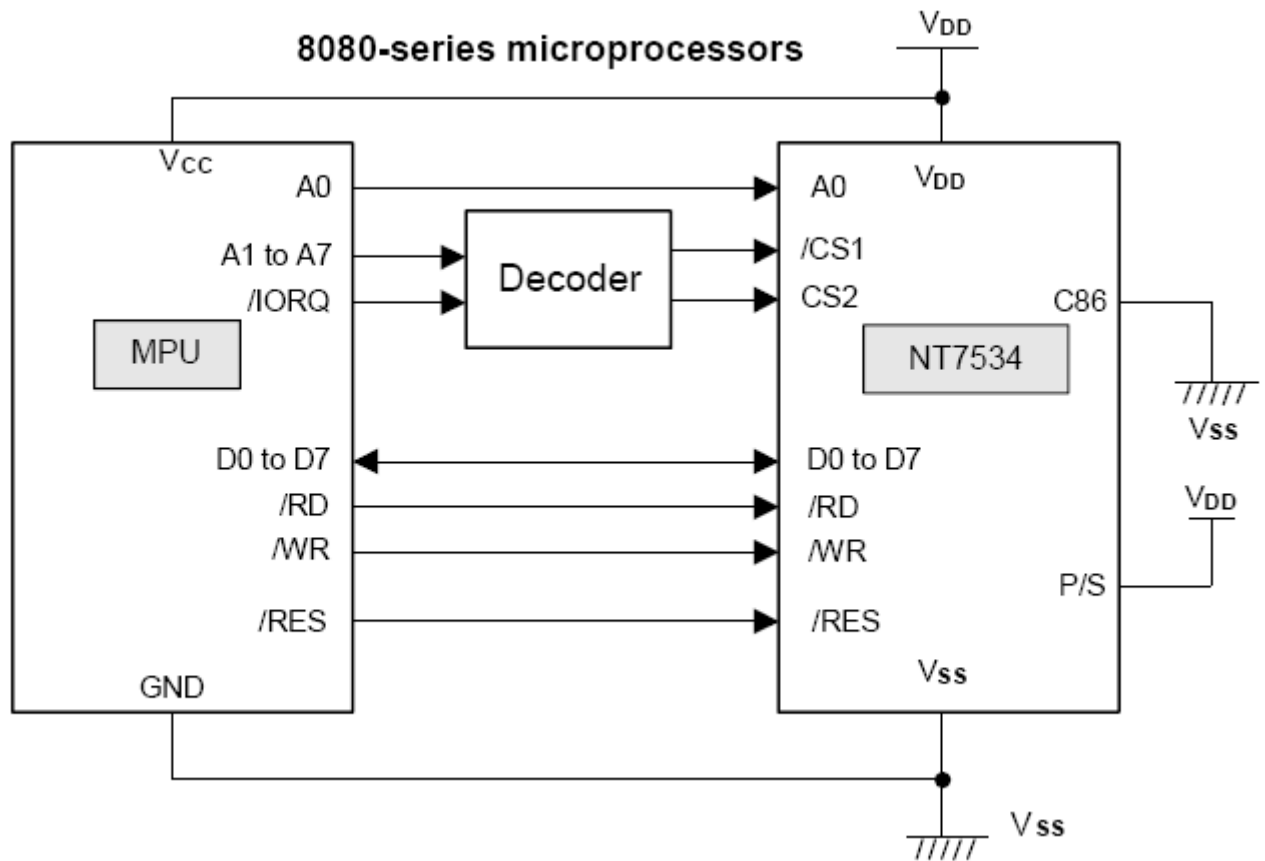 VDD
8080-series microprocessors
VCC
VDD
A0
A0
A1 to A7
/CS1
Decoder
/IORQ
CS2
C86
MPU
NT7534
VSS
D0 to D7
D0 to D7
/RD
/RD
VDD
/WR
/WR
P/S
/RES
/RES
VSS
GND
VSS